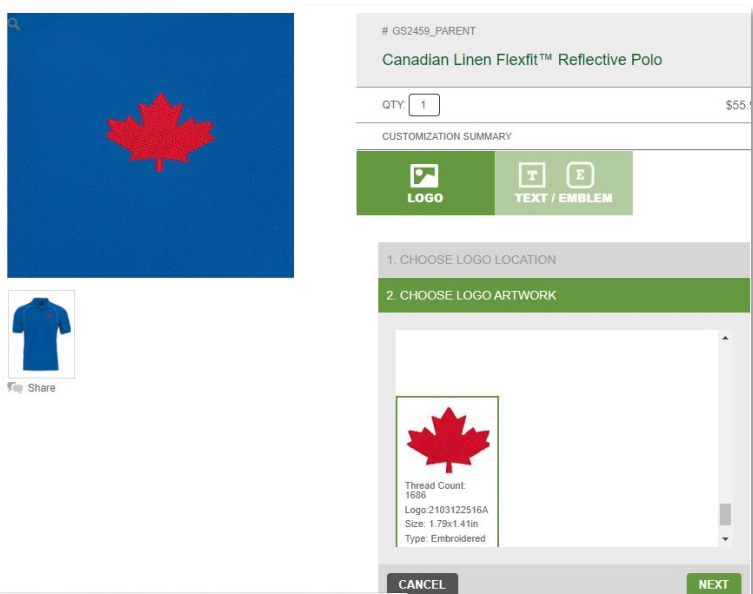 # GS2459_PARENT
Canadian Linen Flexfit™ Reflective Polo
QTY: 1
CUSTOMIZATION SUMMARY
LOGO
T E
TEXT / EMBLEM
1. CHOOSE LOGO LOCATION
2. CHOOSE LOGO ARTWORK
Thread Count:
1686
Logo:2103122516A
Size: 1.79x1.41in
Type: Embroidered
Share
CANCEL NEXT